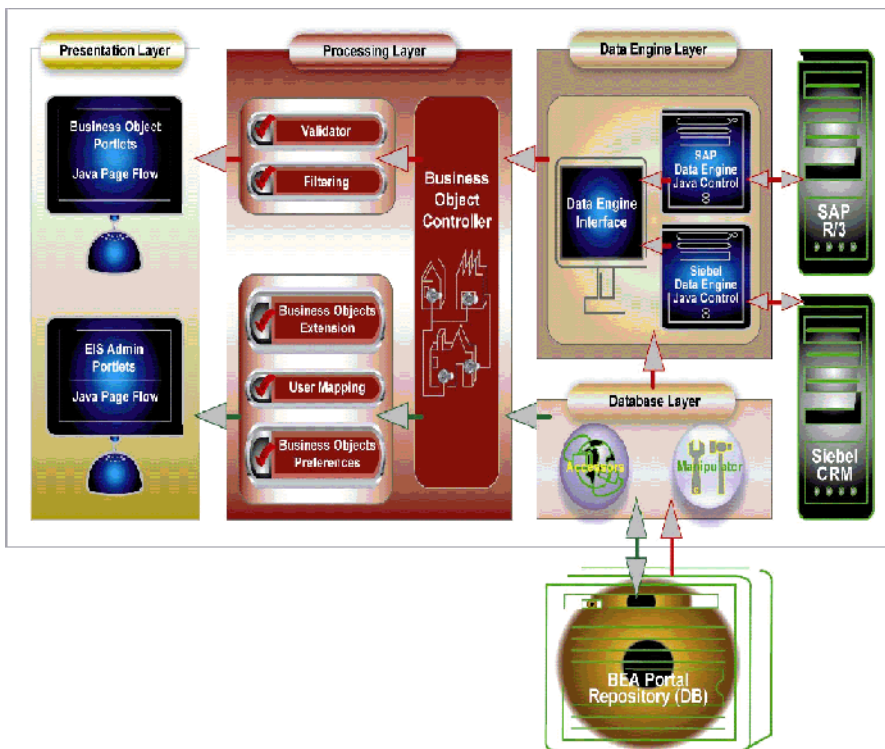 Presentation Layer
Processing Layer
Data Engine Layer
Business Object
Portlets
Java Page Flow
Validator
Filtering
Business
Object
Controller
Data Engine
Interface
SAP
Data Engine
Java Control
Siebel
Data Engine
Java Control
SAP
R/3
EIS Admin
Portlets
Java Page Flow
Business Objects
Extension
User Mapping
Business Objects
Preferences
Database Layer
Accessors
Manipulator
Siebel
CRM
BEA Portal
Repository (DB)